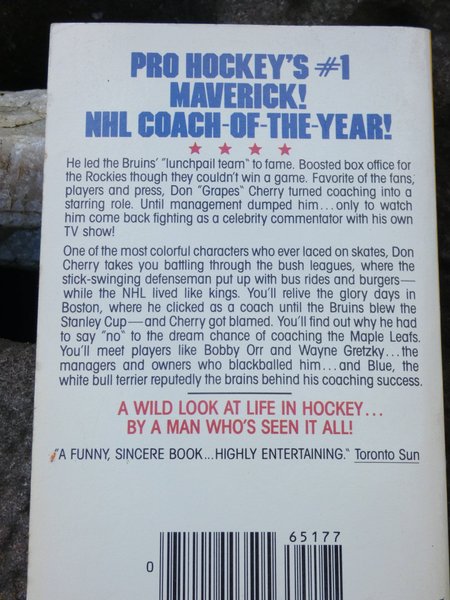 PRO HOCKEY'S #1
MAVERICK!
NHL COACH-OF-THE-YEAR!
He led the Bruins' "lunchpail team" to fame. Boosted box office for
the Rockies though they couldn't win a game. Favorite of the fans,
players and press, Don "Grapes" Cherry turned coaching into a
starring role. Until management dumped him...only to watch
him come back fighting as a celebrity commentator with his own
TV show!
One of the most colorful characters who ever laced on skates, Don
Cherry takes you battling through the bush leagues, where the
stick-swinging defenseman put up with bus rides and burgers—
while the NHL lived like kings. You'll relive the glory days in
Boston, where he clicked as a coach until the Bruins blew the
Stanley Cup—and Cherry got blamed. You'll find out why he had
to say "no" to the dream chance of coaching the Maple Leafs.
You'll meet players like Bobby Orr and Wayne Gretzky...the
managers and owners who blackballed him...and Blue, the
white bull terrier reputedly the brains behind his coaching success.
A WILD LOOK AT LIFE IN HOCKEY...
BY A MAN WHO'S SEEN IT ALL!
"A FUNNY, SINCERE BOOK...HIGHLY ENTERTAINING." Toronto Sun
65177
0